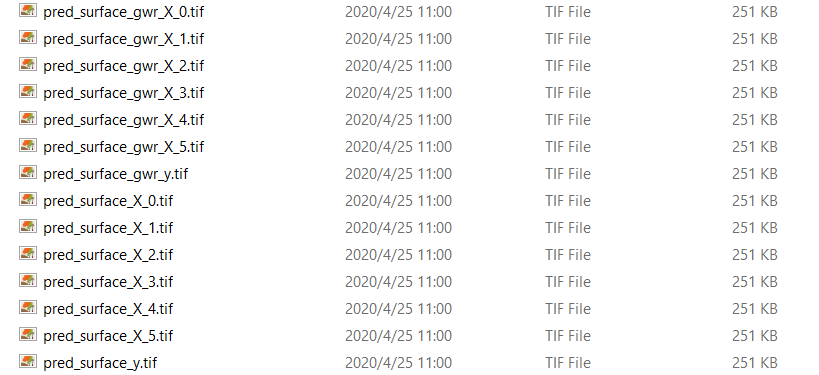 pred_surface_gwr_X_0.tif 2020/4/25 11:00 TIF File 251 KB
pred_surface_gwr_X_1.tif 2020/4/25 11:00 TIF File 251 KB
pred_surface_gwr_X_2.tif 2020/4/25 11:00 TIF File 251 KB
pred_surface_gwr_X_3.tif 2020/4/25 11:00 TIF File 251 KB
pred_surface_gwr_X_4.tif 2020/4/25 11:00 TIF File 251 KB
pred_surface_gwr_X_5.tif 2020/4/25 11:00 TIF File 251 KB
pred_surface_gwr_y.tif 2020/4/25 11:00 TIF File 251 KB
pred_surface_X_0.tif 2020/4/25 11:00 TIF File 251 KB
pred_surface_X_1.tif 2020/4/25 11:00 TIF File 251 KB
pred_surface_X_2.tif 2020/4/25 11:00 TIF File 251 KB
pred_surface_X_3.tif 2020/4/25 11:00 TIF File 251 KB
pred_surface_X_4.tif 2020/4/25 11:00 TIF File 251 KB
pred_surface_X_5.tif 2020/4/25 11:00 TIF File 251 KB
pred_surface_y.tif 2020/4/25 11:00 TIF File 251 KB